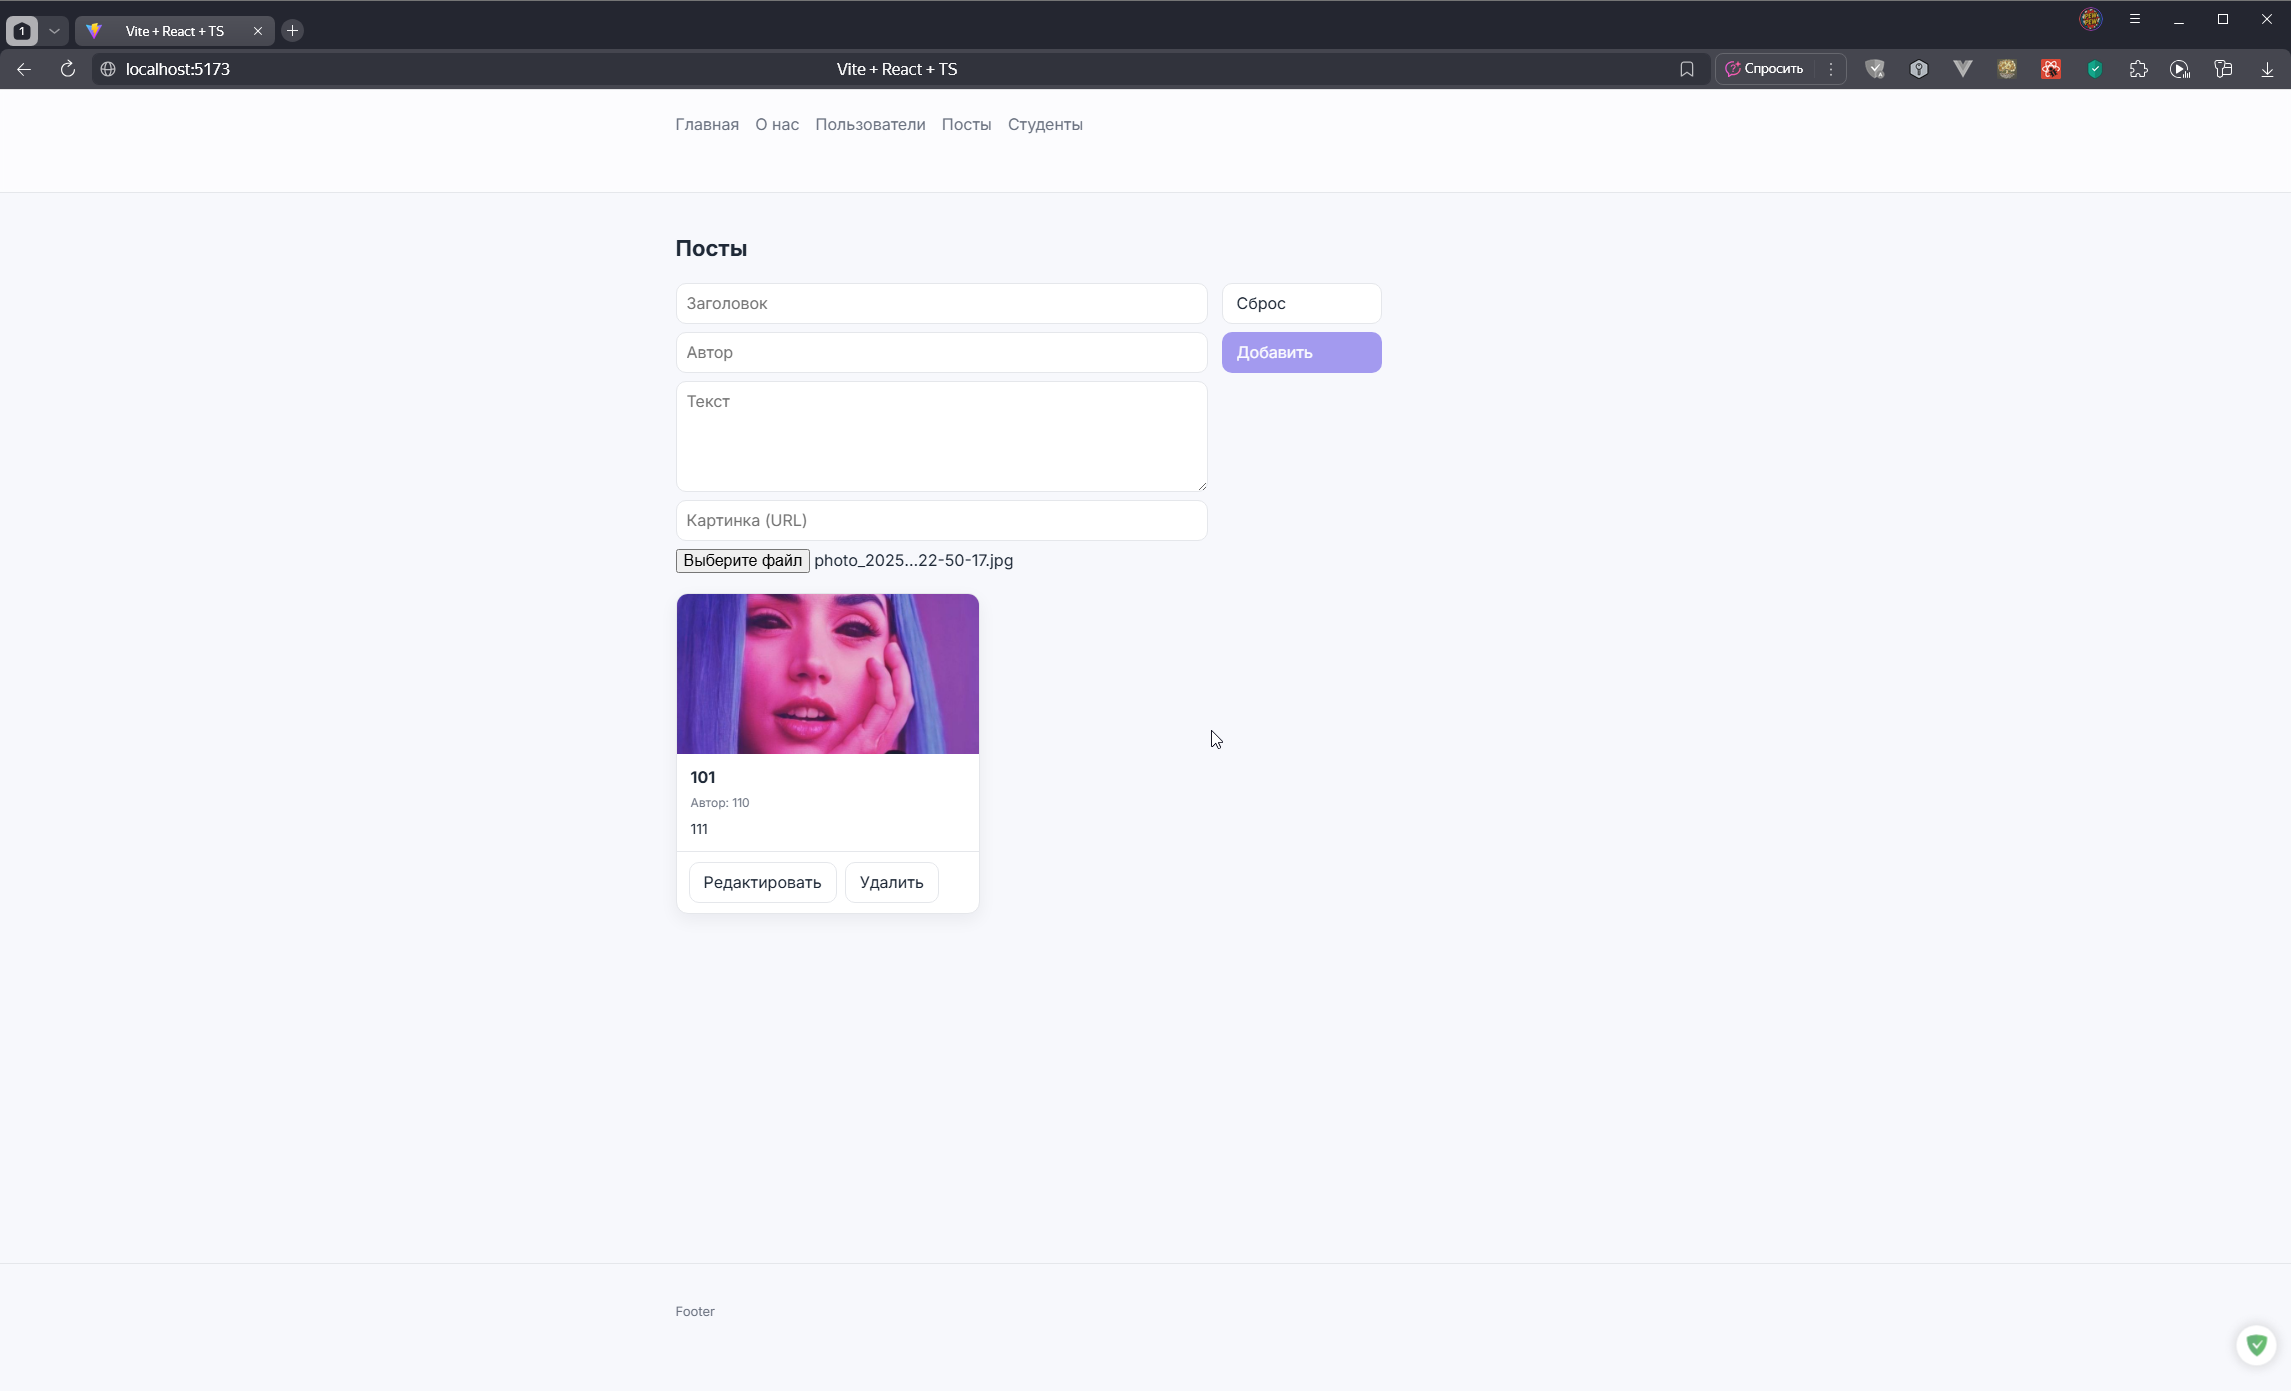 1
Vite + React + TS
localhost:5173
Vite + React + TS
Спросить
Главная О нас Пользователи Посты Студенты
Посты
Заголовок
Сброс
Автор
Добавить
Текст
Картинка (URL)
Выберите файл photo_2025...22-50-17.jpg
101
Автор: 110
111
Редактировать Удалить
Footer